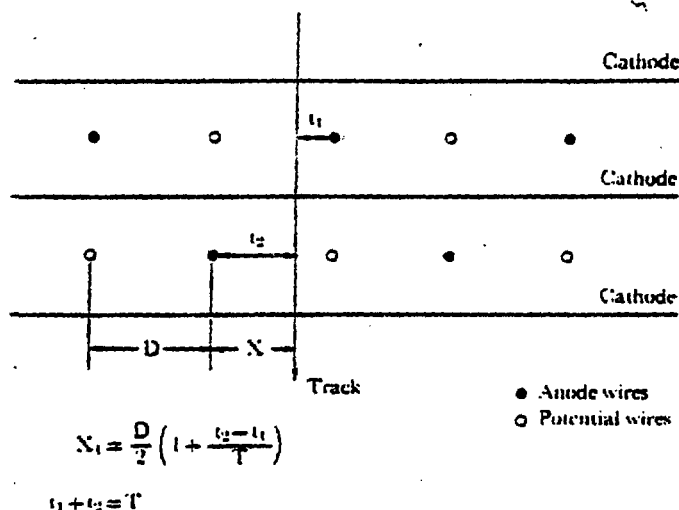 Cathode
t₁
Cathode
t₂
Cathode
D X
Track
● Anode wires
○ Potential wires
X₁ = D/2 (1 + (t₂ − t₁)/T)
t₁ + t₂ = T